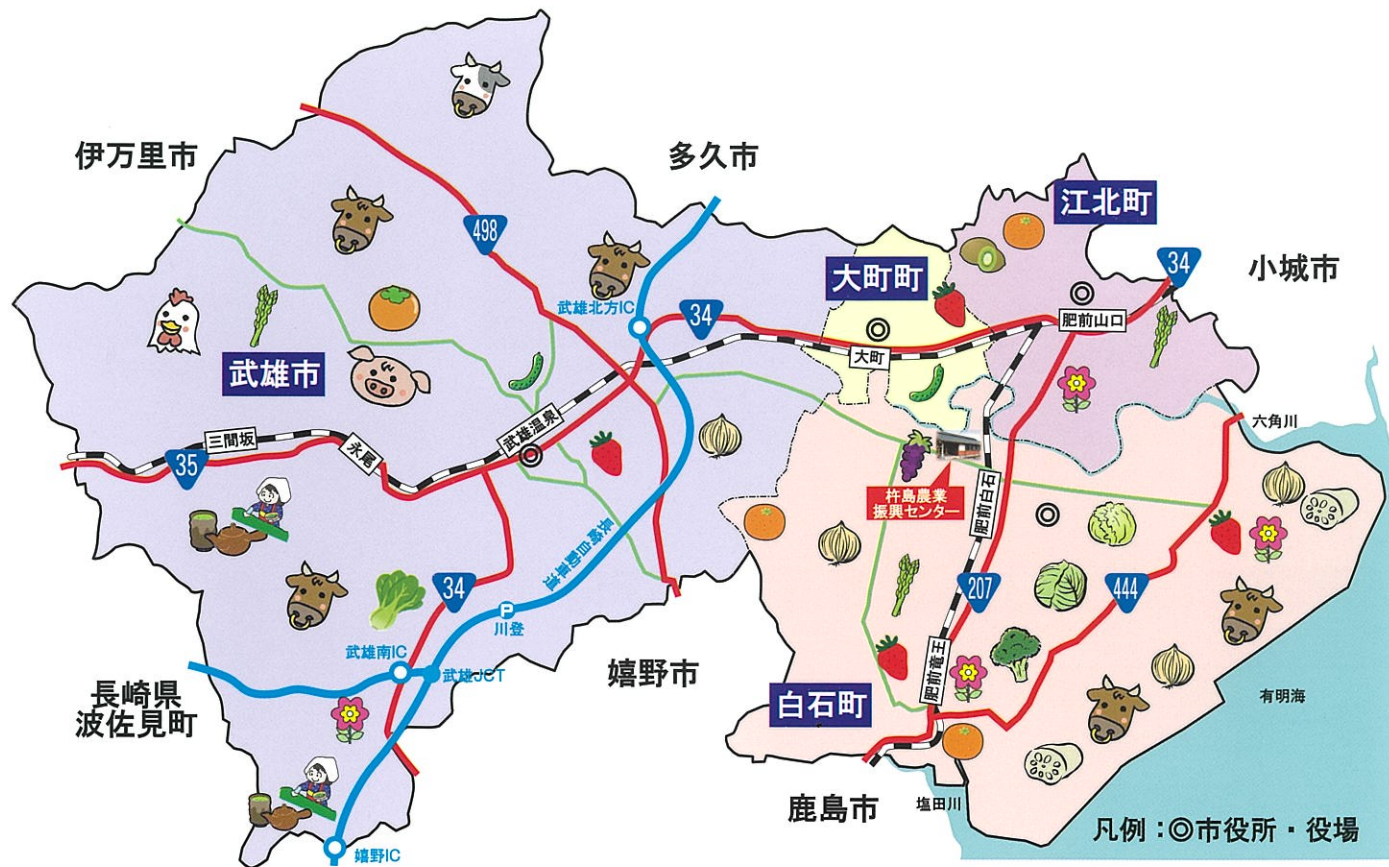 伊万里市
多久市
江北町
小城市
498
34
大町町
武雄北方IC
34
肥前山口
大町
武雄市
武雄温泉
三間坂
永尾
35
六角川
杵島農業
振興センター
肥前白石
長崎自動車道
34
207
444
P
川登
武雄南IC
武雄JCT
嬉野市
肥前竜王
長崎県
波佐見町
白石町
有明海
鹿島市
塩田川
凡例：◎市役所・役場
嬉野IC